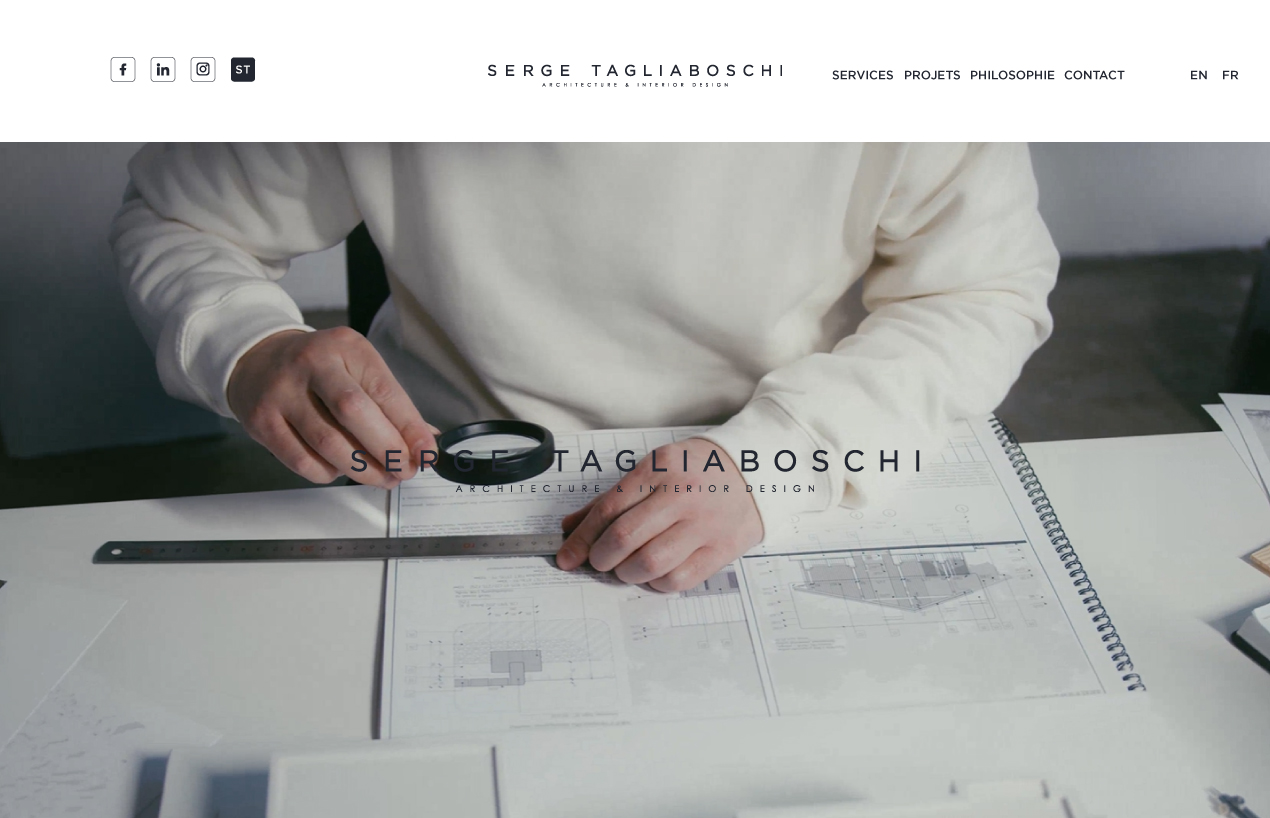 ST
SERGE TAGLIABOSCHI
ARCHITECTURE & INTERIOR DESIGN
SERVICES PROJETS PHILOSOPHIE CONTACT
EN FR
SERGE TAGLIABOSCHI
ARCHITECTURE & INTERIOR DESIGN